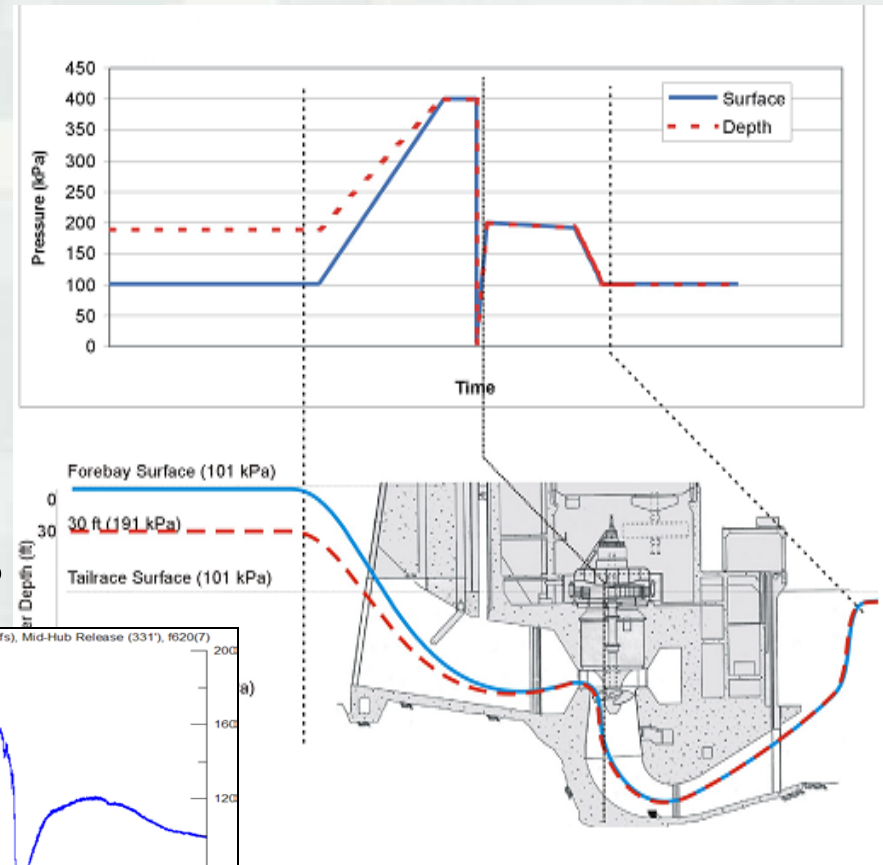 450
400
350
300
250
200
150
100
50
0
Pressure (kPa)
Surface
Depth
Time
Forebay Surface (101 kPa)
0
30 ft (191 kPa)
30
Tailrace Surface (101 kPa)
Depth (ft)
Mid-Hub Release (331'), f620(7)
200
160
120
a)